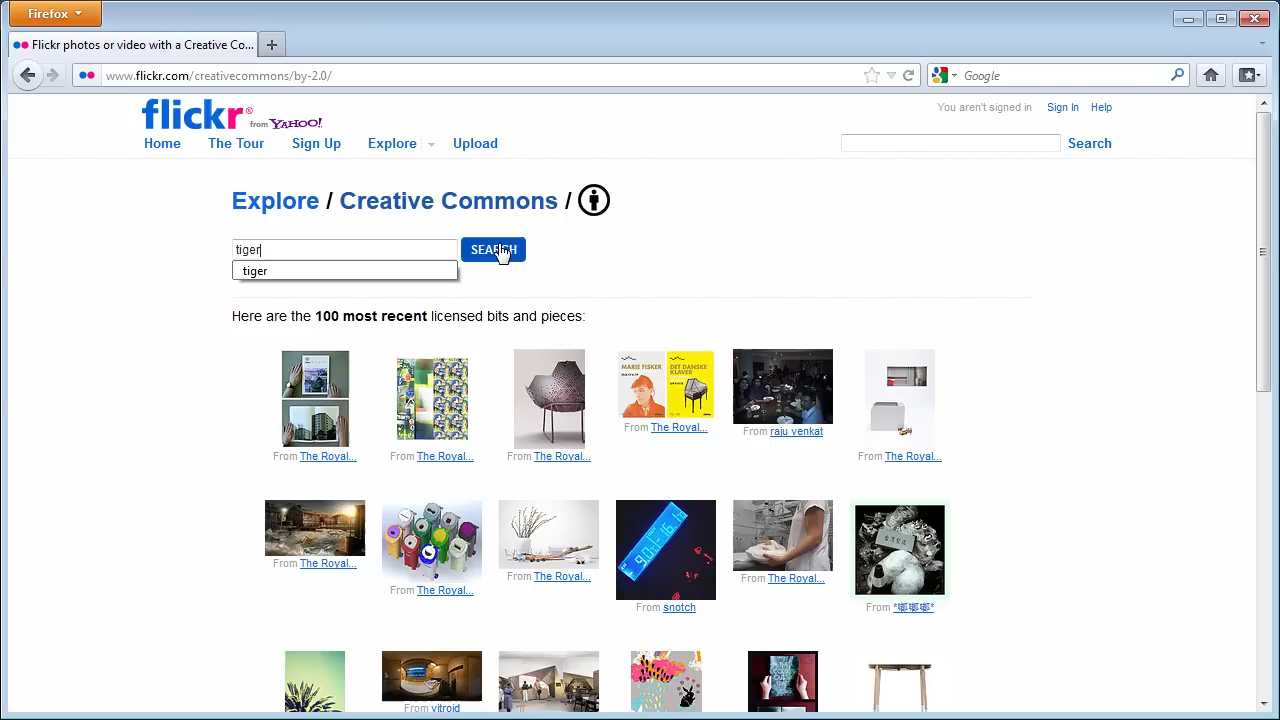 Firefox
Flickr photos or video with a Creative Co...
www.flickr.com/creativecommons/by-2.0/
Google
flickr from YAHOO!
You aren't signed in Sign In Help
Home The Tour Sign Up Explore Upload
Search
Explore / Creative Commons /
tiger
SEARCH
tiger
Here are the 100 most recent licensed bits and pieces:
MARIE FISKER
DET DANSKE KLAVER
From The Royal...
From The Royal...
From The Royal...
From The Royal...
From raju venkat
From The Royal...
From The Royal...
From The Royal...
From The Royal...
From snotch
From The Royal...
From *嘟嘟嘟*
From vitroid